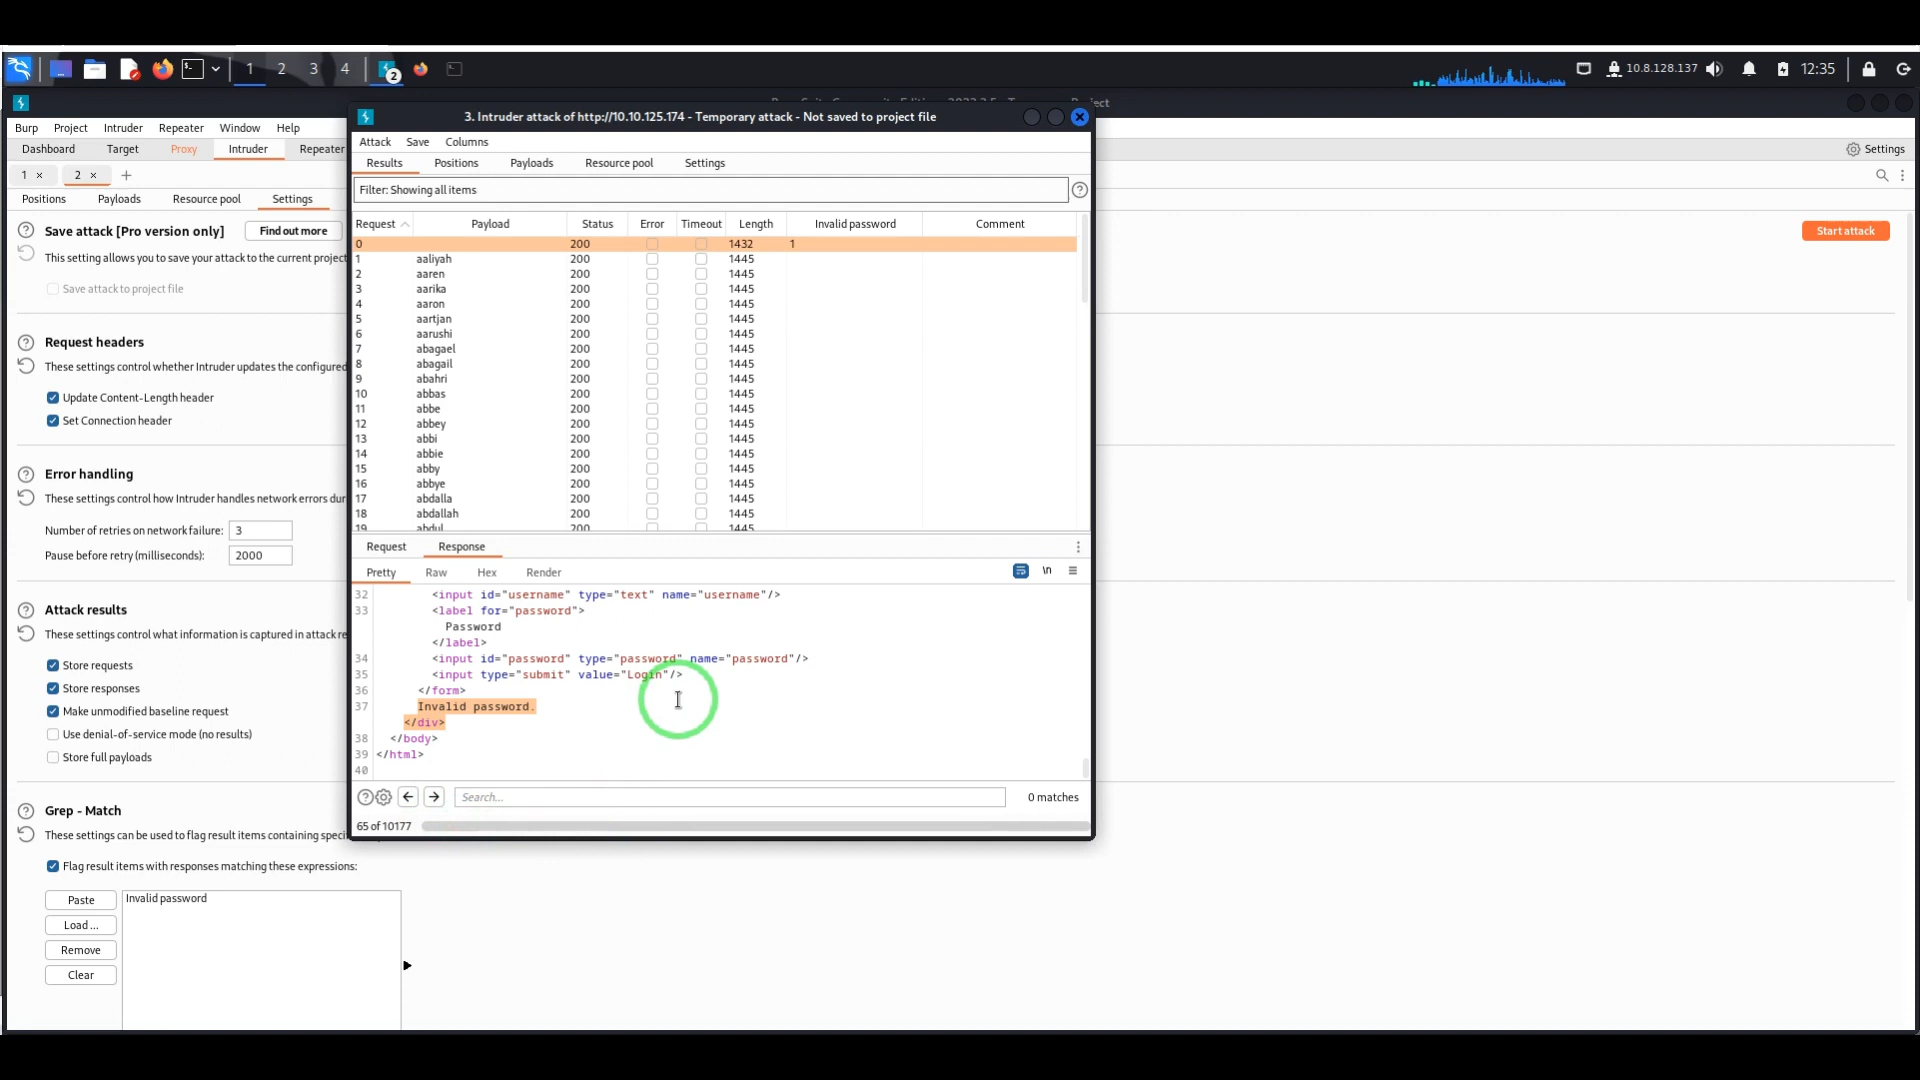 1 2 3 4 2 10.8.128.137 12:35
Burp Project Intruder Repeater Window Help
3. Intruder attack of http://10.10.125.174 - Temporary attack - Not saved to project file
Dashboard Target Proxy Intruder Repeater
Settings
1 × 2 × +
Positions Payloads Resource pool Settings
Save attack [Pro version only] Find out more
This setting allows you to save your attack to the current project
Save attack to project file
Start attack
Request headers
These settings control whether Intruder updates the configured
Update Content-Length header
Set Connection header
Error handling
These settings control how Intruder handles network errors dur
Number of retries on network failure: 3
Pause before retry (milliseconds): 2000
Attack results
These settings control what information is captured in attack re
Store requests
Store responses
Make unmodified baseline request
Use denial-of-service mode (no results)
Store full payloads
Grep - Match
These settings can be used to flag result items containing speci
Flag result items with responses matching these expressions:
Paste Invalid password
Load ...
Remove
Clear
Attack Save Columns
Results Positions Payloads Resource pool Settings
Filter: Showing all items
Request Payload Status Error Timeout Length Invalid password Comment
0 200 1432 1
1 aaliyah 200 1445
2 aaren 200 1445
3 aarika 200 1445
4 aaron 200 1445
5 aartjan 200 1445
6 aarushi 200 1445
7 abagael 200 1445
8 abagail 200 1445
9 abahri 200 1445
10 abbas 200 1445
11 abbe 200 1445
12 abbey 200 1445
13 abbi 200 1445
14 abbie 200 1445
15 abby 200 1445
16 abbye 200 1445
17 abdalla 200 1445
18 abdallah 200 1445
19 abdul 200 1445
Request Response
Pretty Raw Hex Render \n
32 <input id="username" type="text" name="username"/>
33 <label for="password">
Password
</label>
34 <input id="password" type="password" name="password"/>
35 <input type="submit" value="Login"/>
36 </form>
37 Invalid password.
</div>
38 </body>
39 </html>
40
Search... 0 matches
65 of 10177